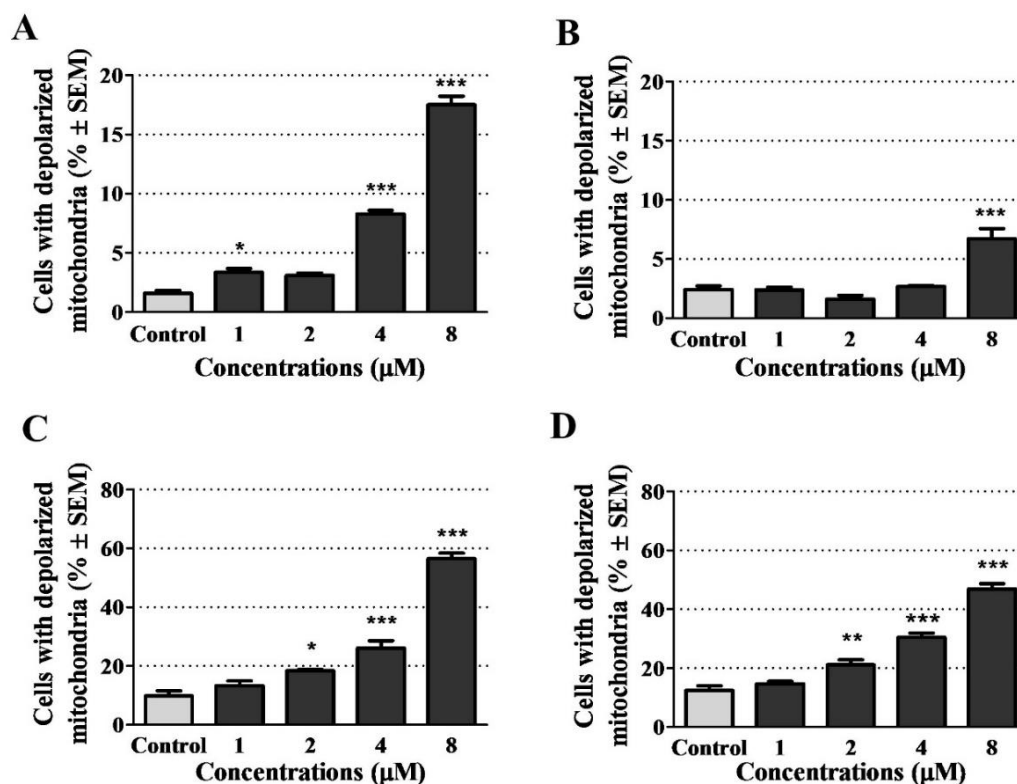 A
Cells with depolarized
mitochondria (% ± SEM)
20
15
10
5
0
*
***
***
Control 1 2 4 8
Concentrations (μM)
B
Cells with depolarized
mitochondria (% ± SEM)
20
15
10
5
0
***
Control 1 2 4 8
Concentrations (μM)
C
Cells with depolarized
mitochondria (% ± SEM)
80
60
40
20
0
*
***
***
Control 1 2 4 8
Concentrations (μM)
D
Cells with depolarized
mitochondria (% ± SEM)
80
60
40
20
0
**
***
***
Control 1 2 4 8
Concentrations (μM)